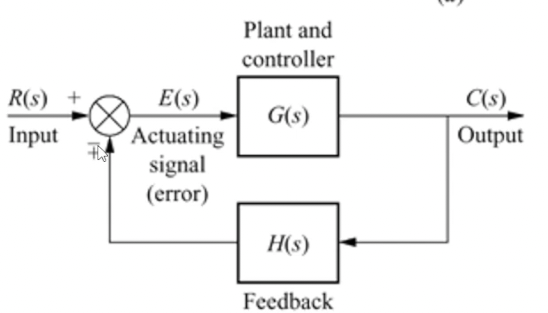 Plant and
controller
R(s)
+
E(s)
G(s)
C(s)
Input
∓
Actuating
signal
(error)
Output
H(s)
Feedback